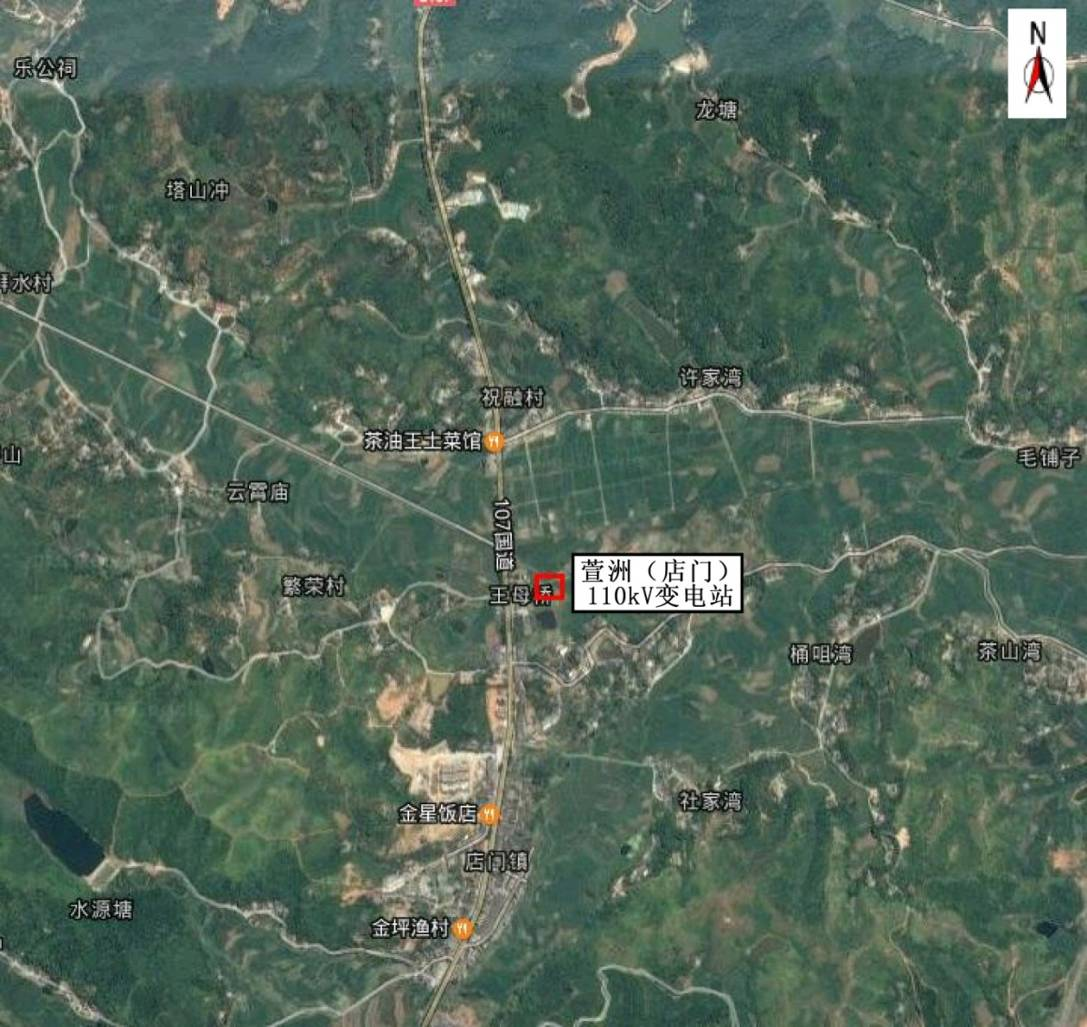 N
乐公祠
龙塘
塔山冲
水村
许家湾
祝融村
茶油王土菜馆
山
毛铺子
云霄庙
107国道
萱洲（店门）
110kV变电站
繁荣村
王母桥
桶咀湾
茶山湾
社家湾
金星饭店
店门镇
水源塘
金坪渔村